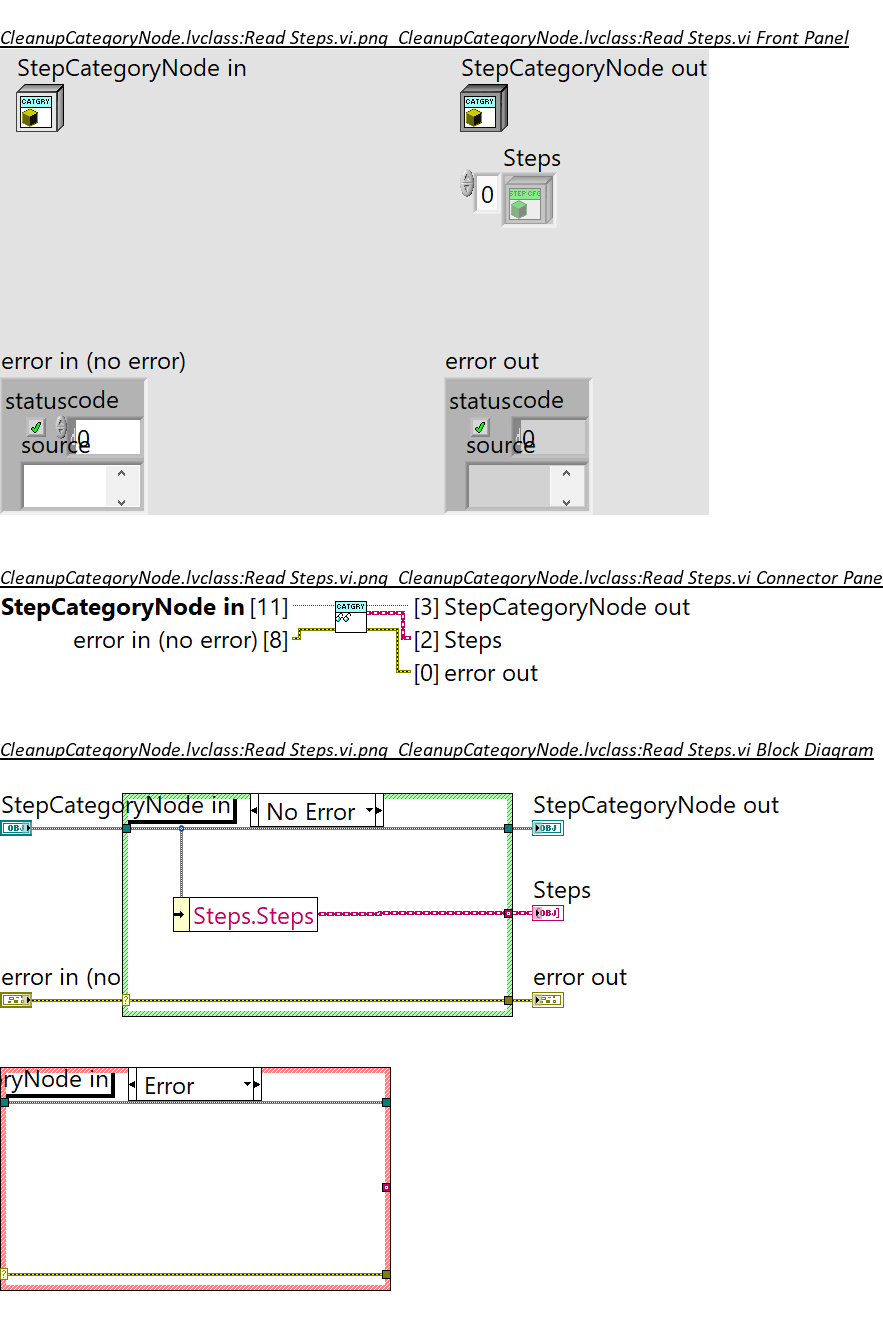 CleanupCategoryNode.lvclass:Read Steps.vi.png  CleanupCategoryNode.lvclass:Read Steps.vi Front Panel
StepCategoryNode in
StepCategoryNode out
CATGRY
CATGRY
Steps
0
STEP CFG
error in (no error)
error out
status code
status code
0
0
source
source
CleanupCategoryNode.lvclass:Read Steps.vi.png  CleanupCategoryNode.lvclass:Read Steps.vi Connector Pane
StepCategoryNode in [11]
CATGRY
[3] StepCategoryNode out
error in (no error) [8]
[2] Steps
[0] error out
CleanupCategoryNode.lvclass:Read Steps.vi.png  CleanupCategoryNode.lvclass:Read Steps.vi Block Diagram
StepCategoryNode in
No Error
StepCategoryNode out
OBJ
OBJ
Steps
Steps.Steps
OBJ
error in (no
error out
?
ryNode in
Error
?